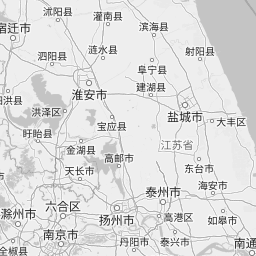 沭阳县
灌南县
滨海县
宿迁市
射阳县
涟水县
泗阳县
阜宁县
淮安市
建湖县
泗洪县
洪泽区
盐城市
大丰区
宝应县
盱眙县
金湖县
江苏省
高邮市
天长市
东台市
海安市
泰州市
六合区
滁州市
扬州市
高港区
如皋市
南京市
丹阳市
泰兴市
南通
全椒县